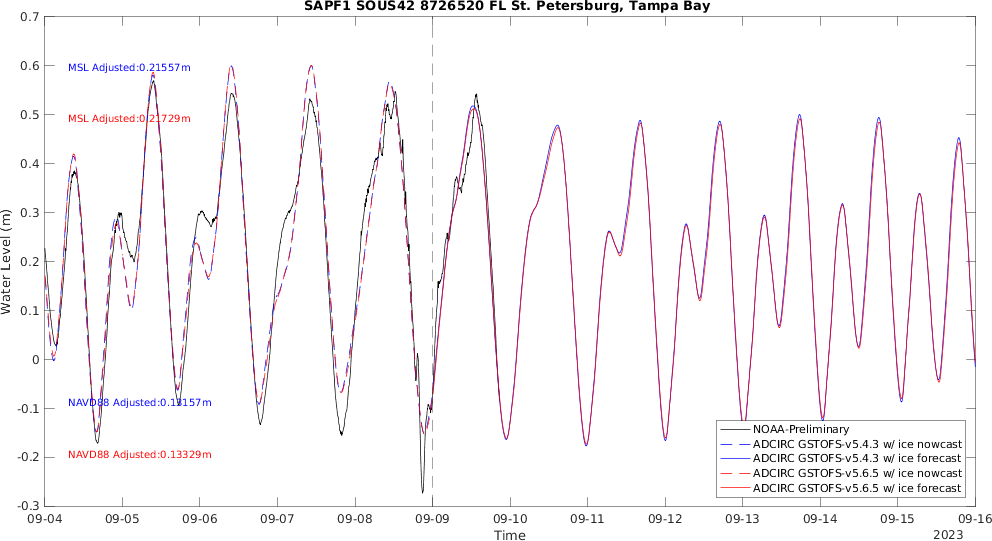 SAPF1 SOUS42 8726520 FL St. Petersburg, Tampa Bay
0.7
0.6
0.5
0.4
0.3
0.2
0.1
0
-0.1
-0.2
-0.3
Water Level (m)
MSL Adjusted:0.21557m
MSL Adjusted:0.21729m
NAVD88 Adjusted:0.13157m
NAVD88 Adjusted:0.13329m
NOAA-Preliminary
ADCIRC GSTOFS-v5.4.3 w/ ice nowcast
ADCIRC GSTOFS-v5.4.3 w/ ice forecast
ADCIRC GSTOFS-v5.6.5 w/ ice nowcast
ADCIRC GSTOFS-v5.6.5 w/ ice forecast
09-04 09-05 09-06 09-07 09-08 09-09 09-10 09-11 09-12 09-13 09-14 09-15 09-16
Time
2023